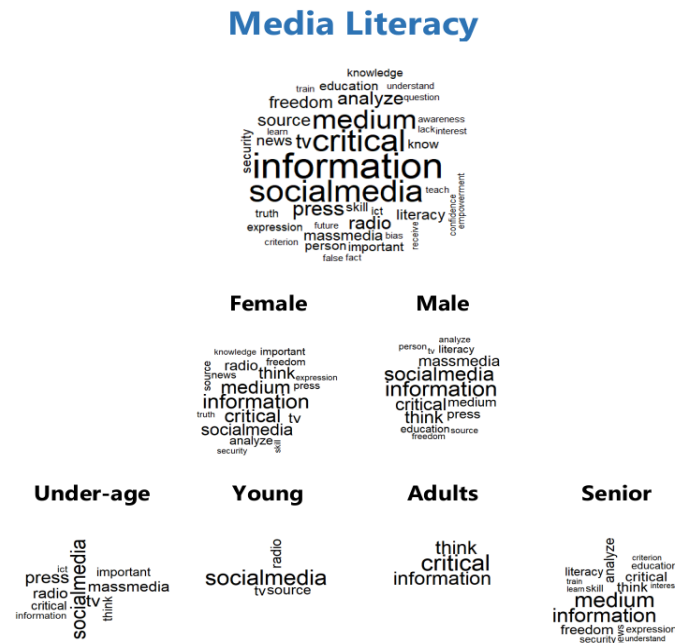 Media Literacy
knowledge
train education understand
freedom analyze question
source medium awareness
learn lack interest
security news tv critical know
information
socialmedia teach
press skill ict literacy confidence empowerment
truth radio
expression future receive
massmedia bias
criterion person important
false fact
Female Male
knowledge important
radio freedom
source news think expression
medium press
information
truth critical tv
socialmedia
analyze
security skill
analyze
person tv literacy
massmedia
socialmedia
information
critical medium
think press
education source
freedom
Under-age Young Adults Senior
ict socialmedia important
press massmedia
radio tv
critical think
information
radio
socialmedia
tv source
think
critical
information
analyze criterion
literacy education
train critical
learn skill interest
medium
information
freedom news expression
security understand